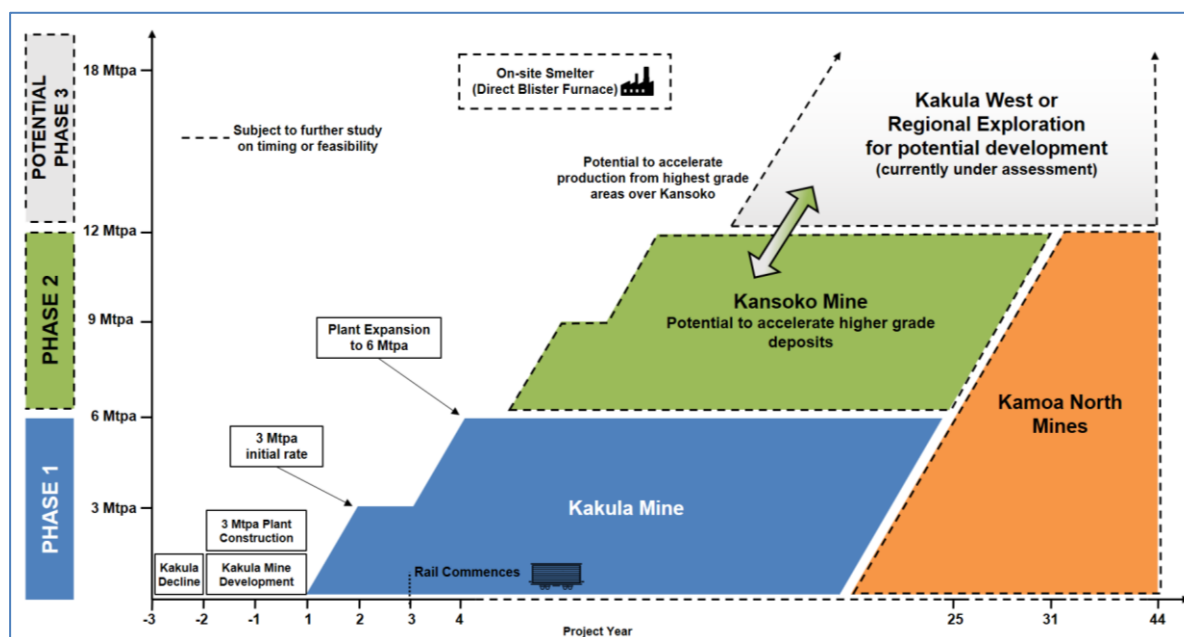 POTENTIAL
PHASE 3
PHASE 2
PHASE 1
18 Mtpa
12 Mtpa
9 Mtpa
6 Mtpa
3 Mtpa
On-site Smelter
(Direct Blister Furnace)
Subject to further study
on timing or feasibility
Potential to accelerate
production from highest grade
areas over Kansoko
Kakula West or
Regional Exploration
for potential development
(currently under assessment)
Kansoko Mine
Potential to accelerate higher grade
deposits
Plant Expansion
to 6 Mtpa
Kamoa North
Mines
3 Mtpa
initial rate
Kakula Mine
3 Mtpa Plant
Construction
Kakula
Decline
Kakula Mine
Development
Rail Commences
-3 -2 -1 1 2 3 4 25 31 44
Project Year